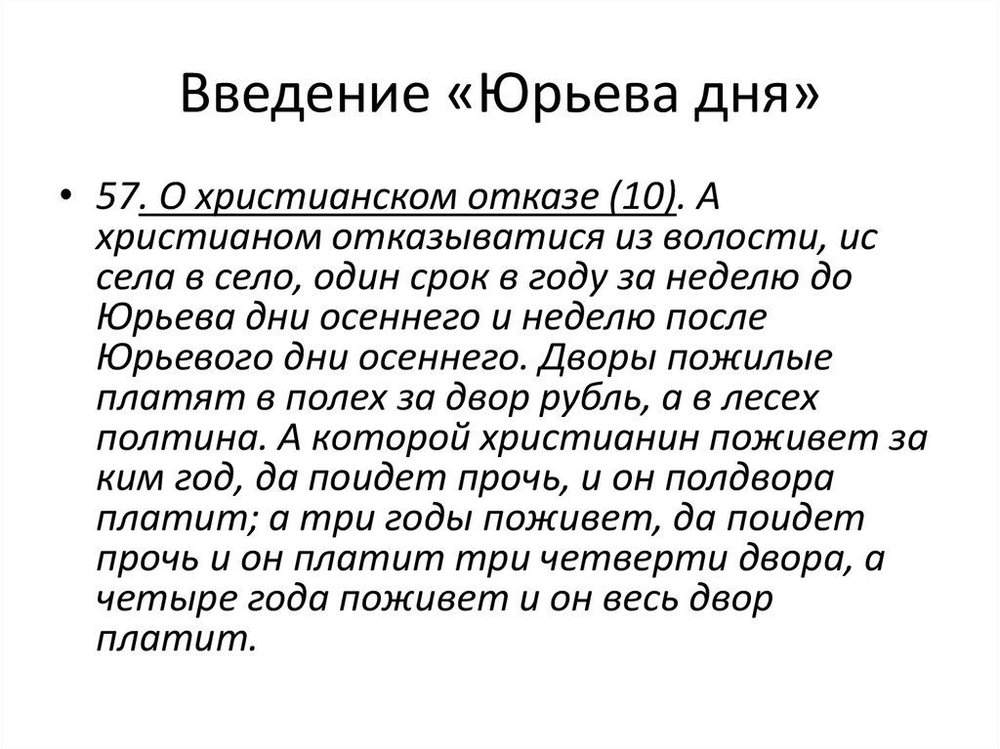 Введение «Юрьева дня»
• 57. О христианском отказе (10). А
христианом отказыватися из волости, ис
села в село, один срок в году за неделю до
Юрьева дни осеннего и неделю после
Юрьевого дни осеннего. Дворы пожилые
платят в полех за двор рубль, а в лесех
полтина. А которой христианин поживет за
ким год, да поидет прочь, и он полдвора
платит; а три годы поживет, да поидет
прочь и он платит три четверти двора, а
четыре года поживет и он весь двор
платит.